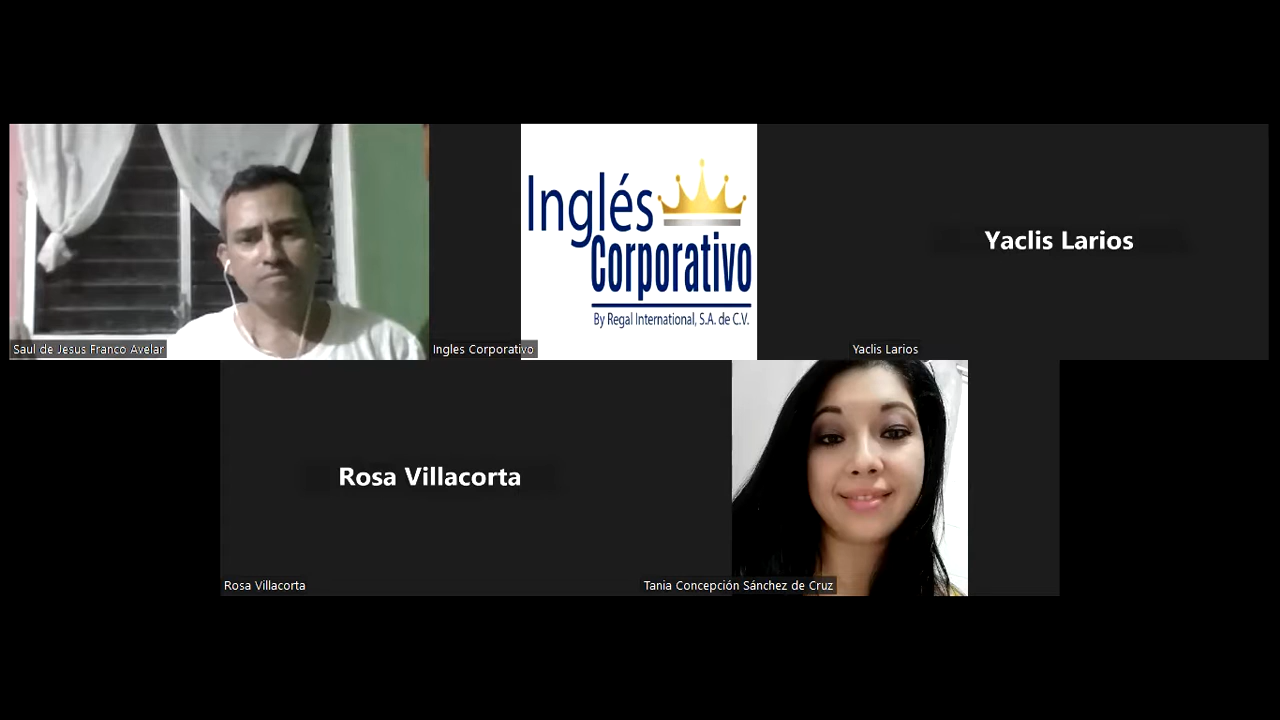 Inglés
Corporativo
By Regal International, S.A. de C.V.
Yaclis Larios
Saul de Jesus Franco Avelar
Ingles Corporativo
Yaclis Larios
Rosa Villacorta
Rosa Villacorta
Tania Concepción Sánchez de Cruz